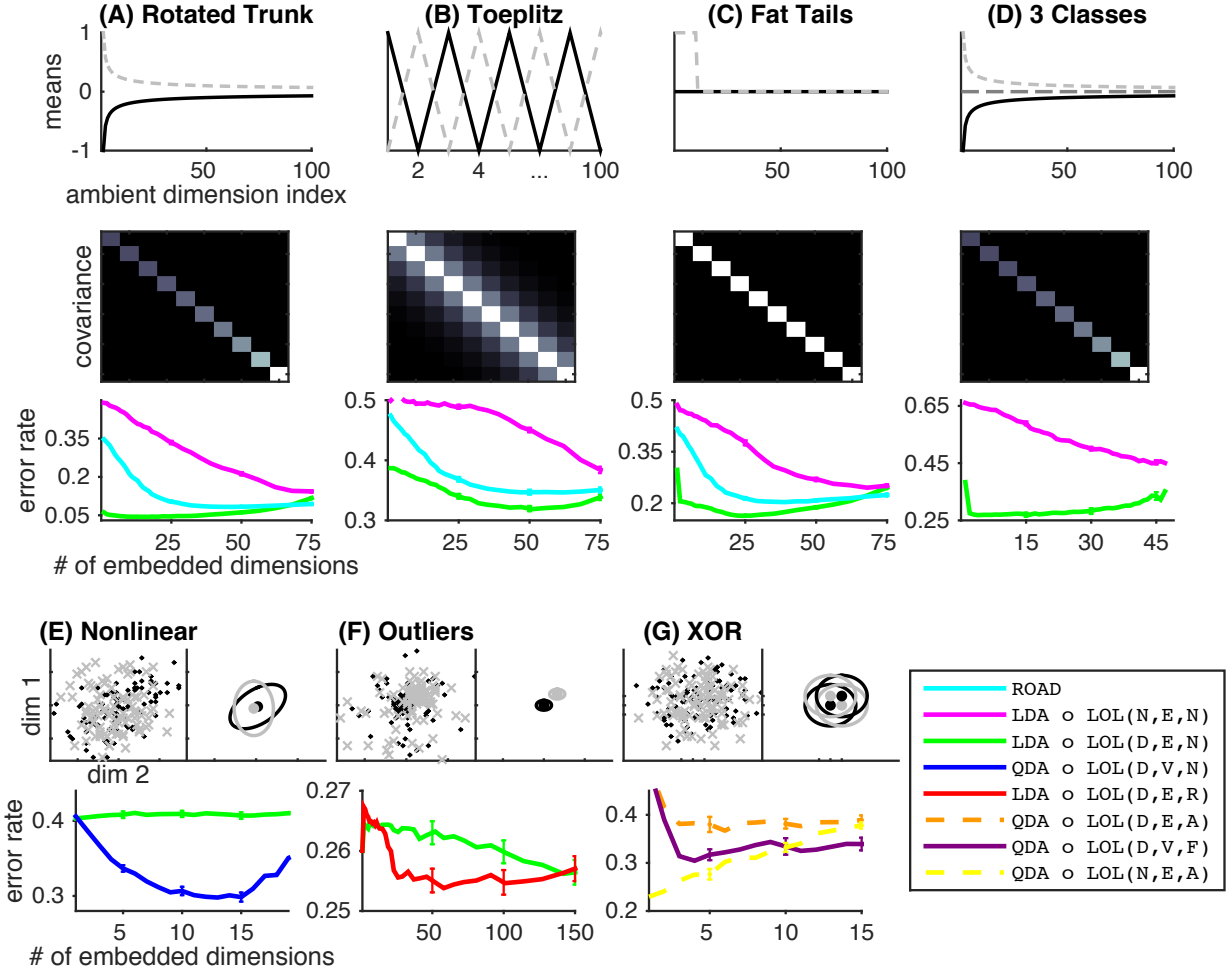 (A) Rotated Trunk
(B) Toeplitz
(C) Fat Tails
(D) 3 Classes
means
1
0
-1
50
100
2
4
...
100
50
100
50
100
ambient dimension index
covariance
error rate
0.35
0.2
0.05
25
50
75
0.5
0.4
0.3
25
50
75
0.5
0.35
0.2
25
50
75
0.65
0.45
0.25
15
30
45
# of embedded dimensions
(E) Nonlinear
(F) Outliers
(G) XOR
dim 1
dim 2
error rate
0.4
0.3
5
10
15
0.27
0.26
0.25
50
100
150
0.4
0.3
0.2
5
10
15
# of embedded dimensions
ROAD
LDA o LOL(N,E,N)
LDA o LOL(D,E,N)
QDA o LOL(D,V,N)
LDA o LOL(D,E,R)
QDA o LOL(D,E,A)
QDA o LOL(D,V,F)
QDA o LOL(N,E,A)